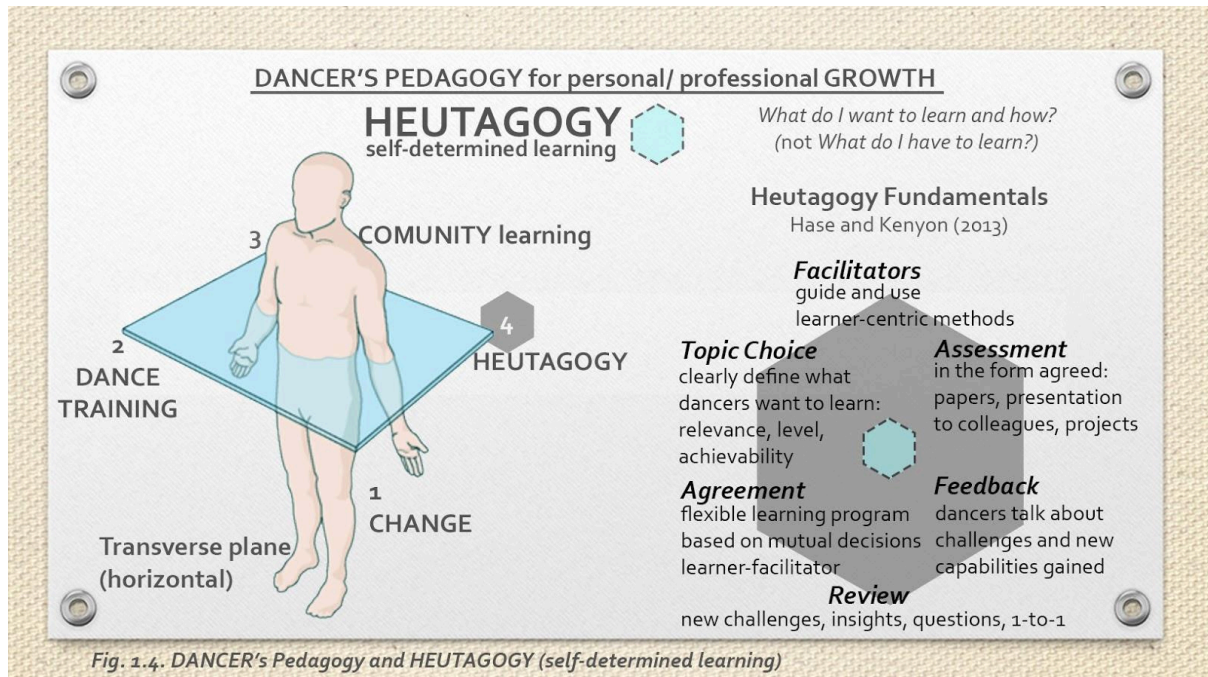 DANCER'S PEDAGOGY for personal/ professional GROWTH
HEUTAGOGY
self-determined learning
What do I want to learn and how?
(not What do I have to learn?)
3
COMUNITY learning
4
HEUTAGOGY
2
DANCE
TRAINING
1
CHANGE
Transverse plane
(horizontal)
Heutagogy Fundamentals
Hase and Kenyon (2013)
Facilitators
guide and use
learner-centric methods
Topic Choice
clearly define what
dancers want to learn:
relevance, level,
achievability
Assessment
in the form agreed:
papers, presentation
to colleagues, projects
Agreement
flexible learning program
based on mutual decisions
learner-facilitator
Feedback
dancers talk about
challenges and new
capabilities gained
Review
new challenges, insights, questions, 1-to-1
Fig. 1.4. DANCER's Pedagogy and HEUTAGOGY (self-determined learning)